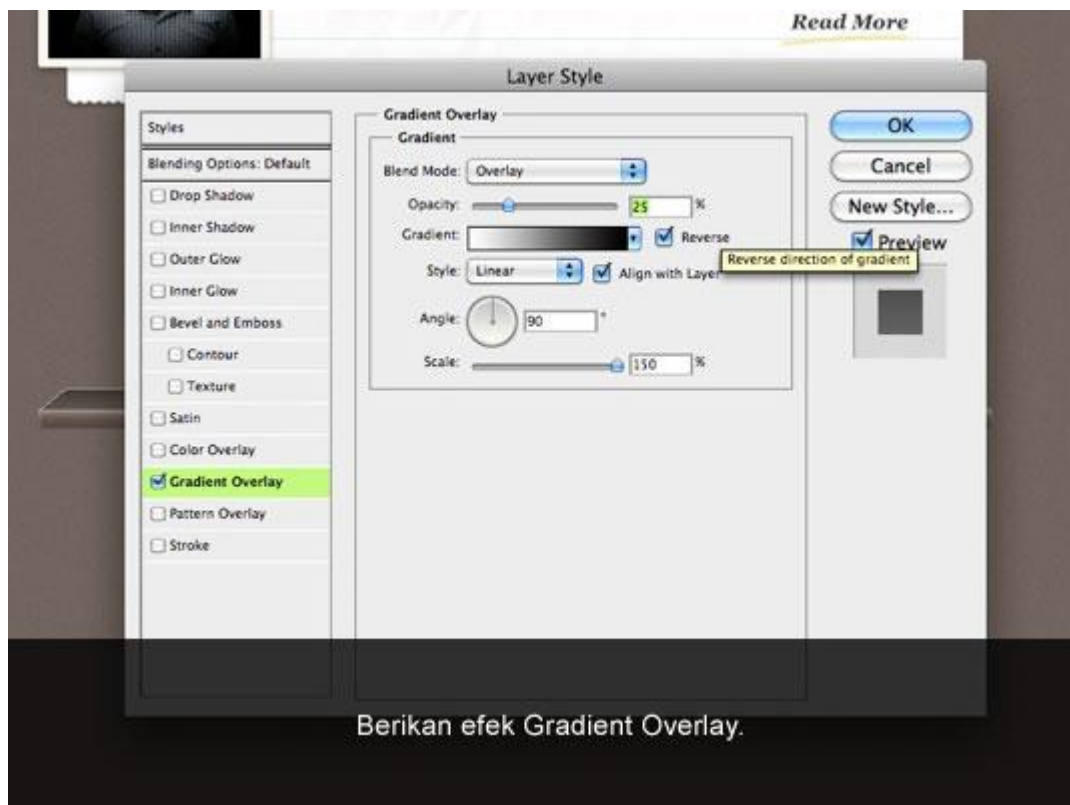 Read More
Layer Style
Styles
Blending Options: Default
Drop Shadow
Inner Shadow
Outer Glow
Inner Glow
Bevel and Emboss
Contour
Texture
Satin
Color Overlay
Gradient Overlay
Pattern Overlay
Stroke
Gradient Overlay
Gradient
Blend Mode: Overlay
Opacity: 25 %
Gradient: Reverse
Style: Linear Align with Layer
Angle: 90 °
Scale: 150 %
OK
Cancel
New Style...
Preview
Reverse direction of gradient
Berikan efek Gradient Overlay.